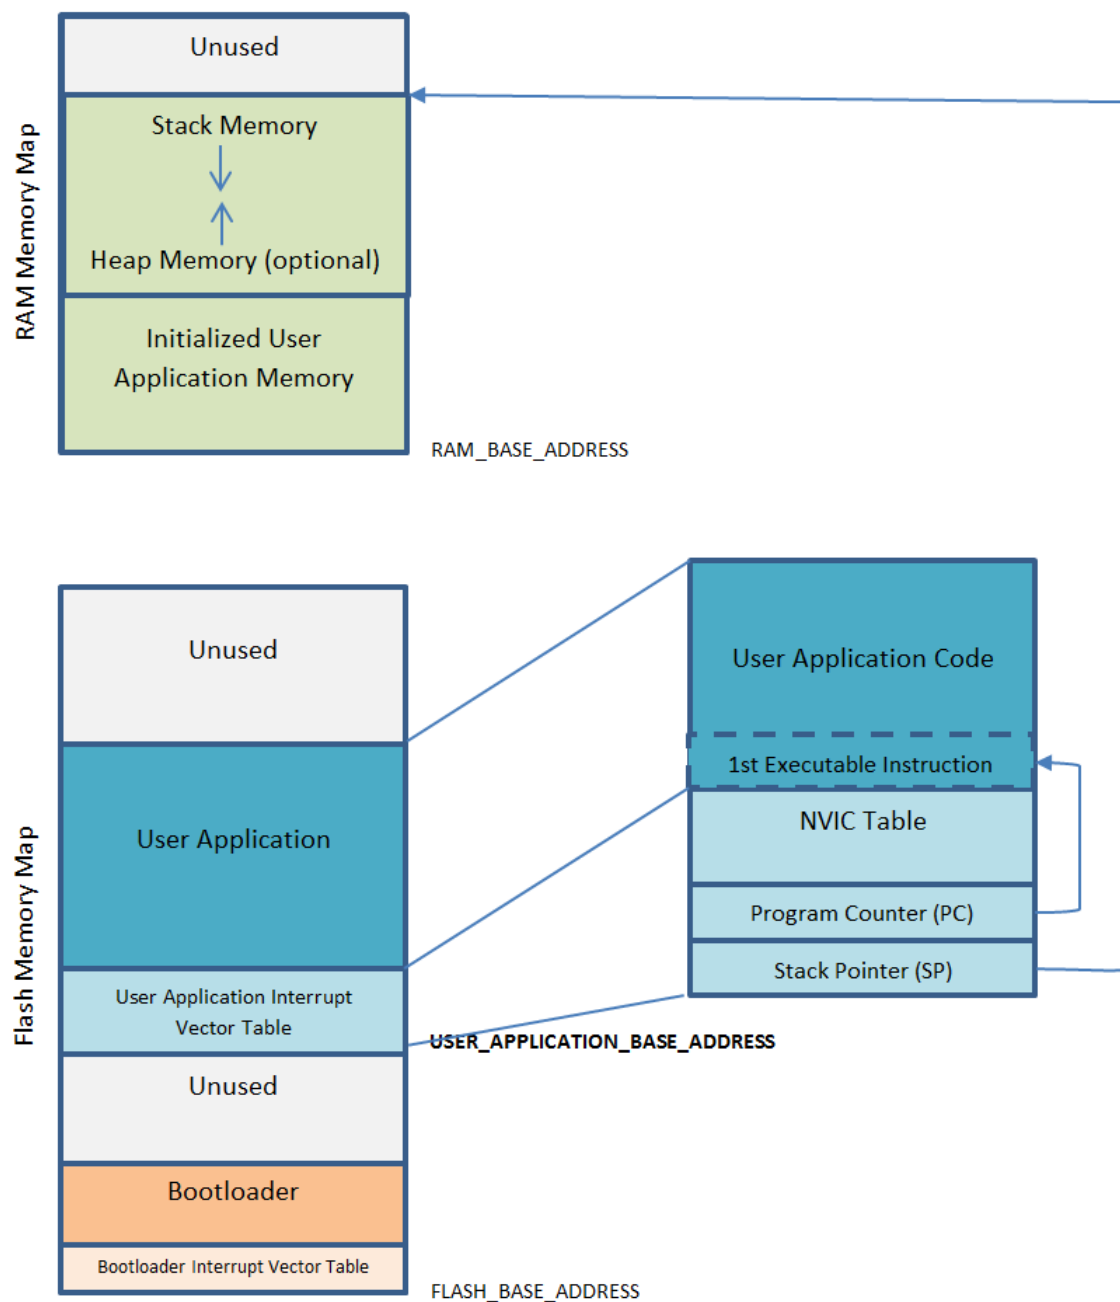 RAM Memory Map
Unused
Stack Memory
Heap Memory (optional)
Initialized User
Application Memory
RAM_BASE_ADDRESS
Flash Memory Map
Unused
User Application
User Application Interrupt
Vector Table
USER_APPLICATION_BASE_ADDRESS
Unused
Bootloader
Bootloader Interrupt Vector Table
FLASH_BASE_ADDRESS
User Application Code
1st Executable Instruction
NVIC Table
Program Counter (PC)
Stack Pointer (SP)